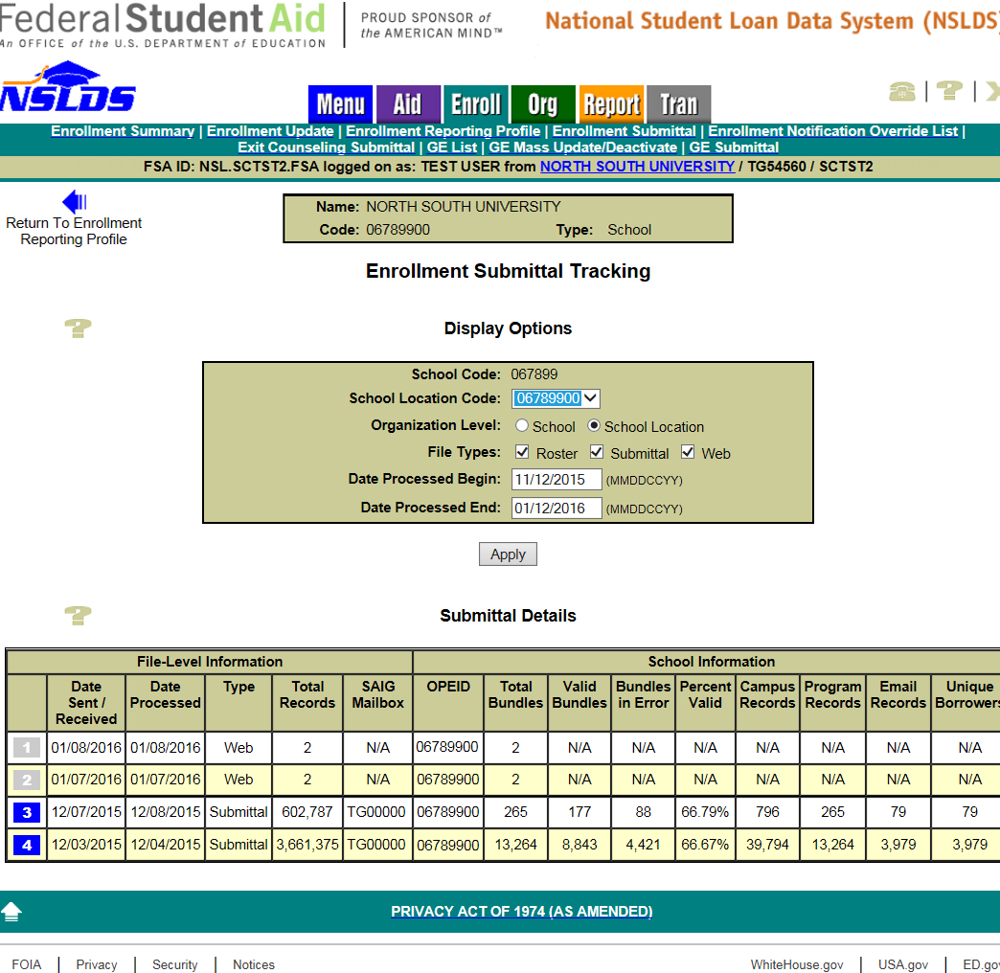 Federal Student Aid
An OFFICE of the U.S. DEPARTMENT of EDUCATION
PROUD SPONSOR of
the AMERICAN MIND™
National Student Loan Data System (NSLDS)
NSLDS
Menu Aid Enroll Org Report Tran
Enrollment Summary | Enrollment Update | Enrollment Reporting Profile | Enrollment Submittal | Enrollment Notification Override List |
Exit Counseling Submittal | GE List | GE Mass Update/Deactivate | GE Submittal
FSA ID: NSL.SCTST2.FSA logged on as: TEST USER from NORTH SOUTH UNIVERSITY / TG54560 / SCTST2
Return To Enrollment
Reporting Profile
Name: NORTH SOUTH UNIVERSITY
Code: 06789900 Type: School
Enrollment Submittal Tracking
Display Options
School Code: 067899
School Location Code: 06789900
Organization Level: School School Location
File Types: Roster Submittal Web
Date Processed Begin: 11/12/2015 (MMDDCCYY)
Date Processed End: 01/12/2016 (MMDDCCYY)
Apply
Submittal Details
File-Level Information School Information
Date Sent / Received Date Processed Type Total Records SAIG Mailbox OPEID Total Bundles Valid Bundles Bundles in Error Percent Valid Campus Records Program Records Email Records Unique Borrowers
1 01/08/2016 01/08/2016 Web 2 N/A 06789900 2 N/A N/A N/A N/A N/A N/A N/A
2 01/07/2016 01/07/2016 Web 2 N/A 06789900 2 N/A N/A N/A N/A N/A N/A N/A
3 12/07/2015 12/08/2015 Submittal 602,787 TG00000 06789900 265 177 88 66.79% 796 265 79 79
4 12/03/2015 12/04/2015 Submittal 3,661,375 TG00000 06789900 13,264 8,843 4,421 66.67% 39,794 13,264 3,979 3,979
PRIVACY ACT OF 1974 (AS AMENDED)
FOIA | Privacy | Security | Notices WhiteHouse.gov | USA.gov | ED.gov